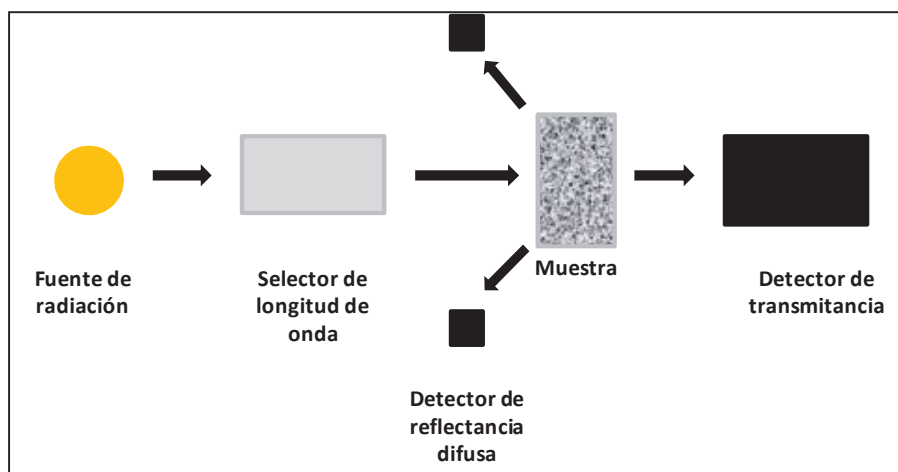 Fuente de
radiación
Selector de
longitud de
onda
Muestra
Detector de
transmitancia
Detector de
reflectancia
difusa